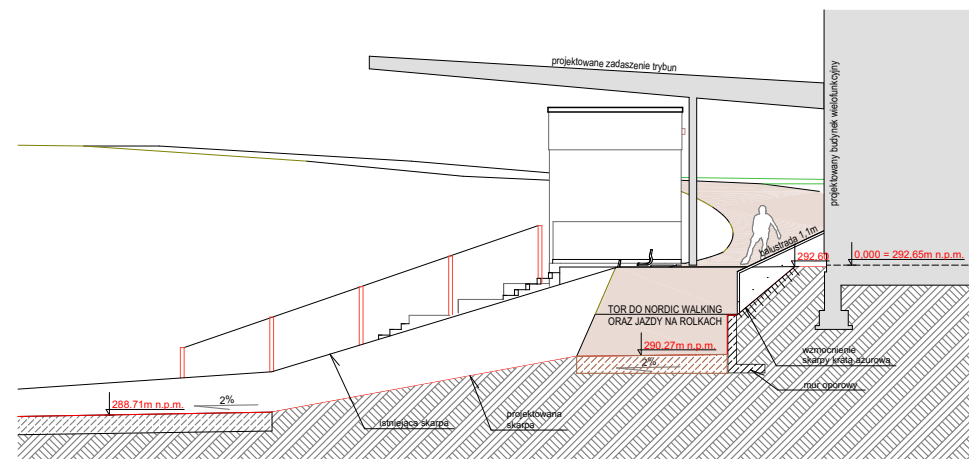 projektowane zadaszenie trybun
projektowany budynek wielofunkcyjny
balustrada 1,1m
292,60
0,000 = 292,65m n.p.m.
TOR DO NORDIC WALKING
ORAZ JAZDY NA ROLKACH
290.27m n.p.m.
2%
wzmocnienie
skarpy kratą ażurową
mur oporowy
288.71m n.p.m.
2%
istniejąca skarpa
projektowana
skarpa